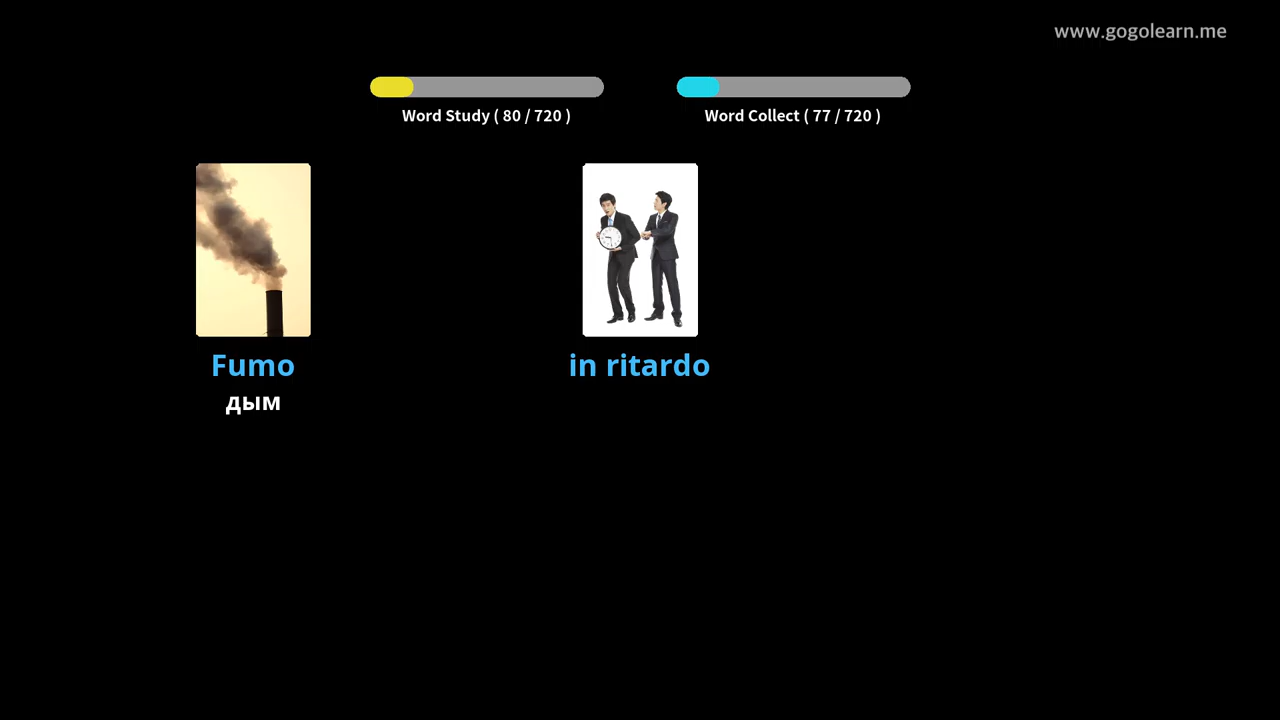 www.gogolearn.me
Word Study ( 80 / 720 )
Word Collect ( 77 / 720 )
Fumo
дым
in ritardo